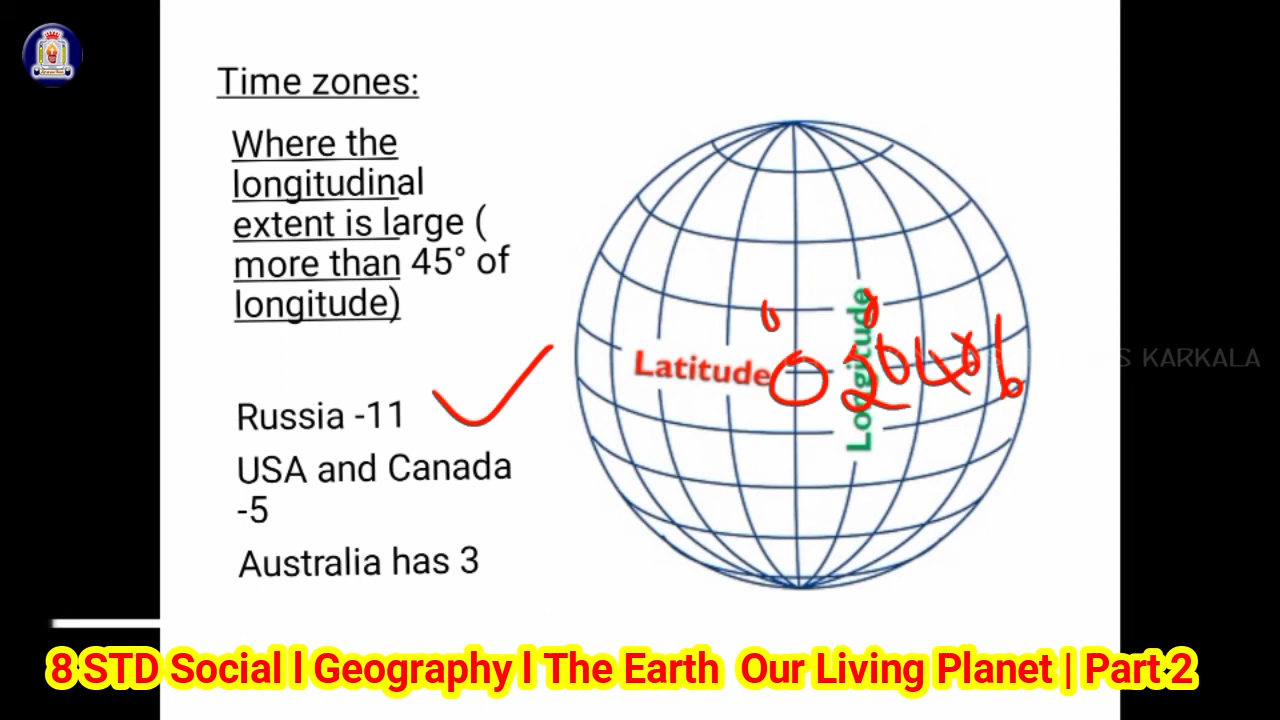 Time zones:
Where the
longitudinal
extent is large (
more than 45° of
longitude)
Russia -11
USA and Canada
-5
Australia has 3
Latitude
Longitude
S KARKALA
8 STD Social l Geography l The Earth Our Living Planet | Part-2